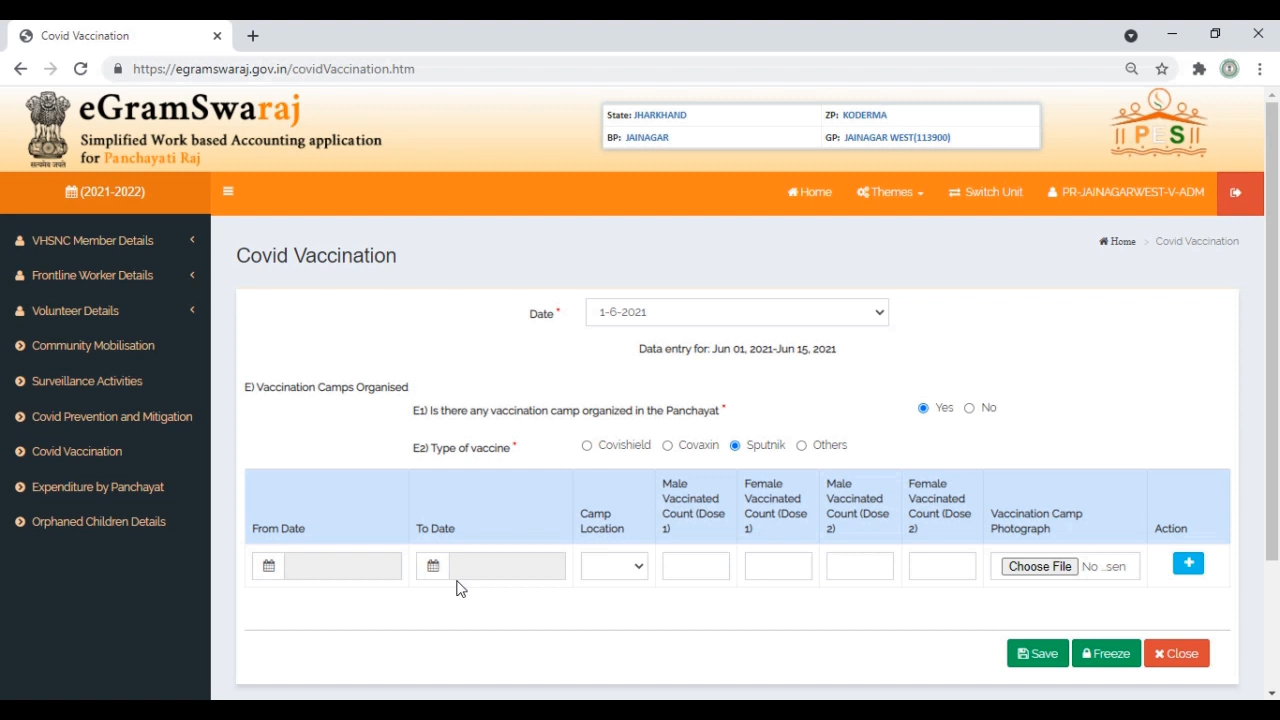 Covid Vaccination
https://egramswaraj.gov.in/covidVaccination.htm
eGramSwaraj
Simplified Work based Accounting application
for Panchayati Raj
सत्यमेव जयते
State: JHARKHAND ZP: KODERMA
BP: JAINAGAR GP: JAINAGAR WEST(113900)
PES
(2021-2022)
Home Themes Switch Unit PR-JAINAGARWEST-V-ADM
VHSNC Member Details
Frontline Worker Details
Volunteer Details
Community Mobilisation
Surveillance Activities
Covid Prevention and Mitigation
Covid Vaccination
Expenditure by Panchayat
Orphaned Children Details
Covid Vaccination
Home > Covid Vaccination
Date * 1-6-2021
Data entry for: Jun 01, 2021-Jun 15, 2021
E) Vaccination Camps Organised
E1) Is there any vaccination camp organized in the Panchayat * Yes No
E2) Type of vaccine * Covishield Covaxin Sputnik Others
From Date
To Date
Camp
Location
Male
Vaccinated
Count (Dose
1)
Female
Vaccinated
Count (Dose
1)
Male
Vaccinated
Count (Dose
2)
Female
Vaccinated
Count (Dose
2)
Vaccination Camp
Photograph
Action
Choose File No ...sen
Save Freeze Close